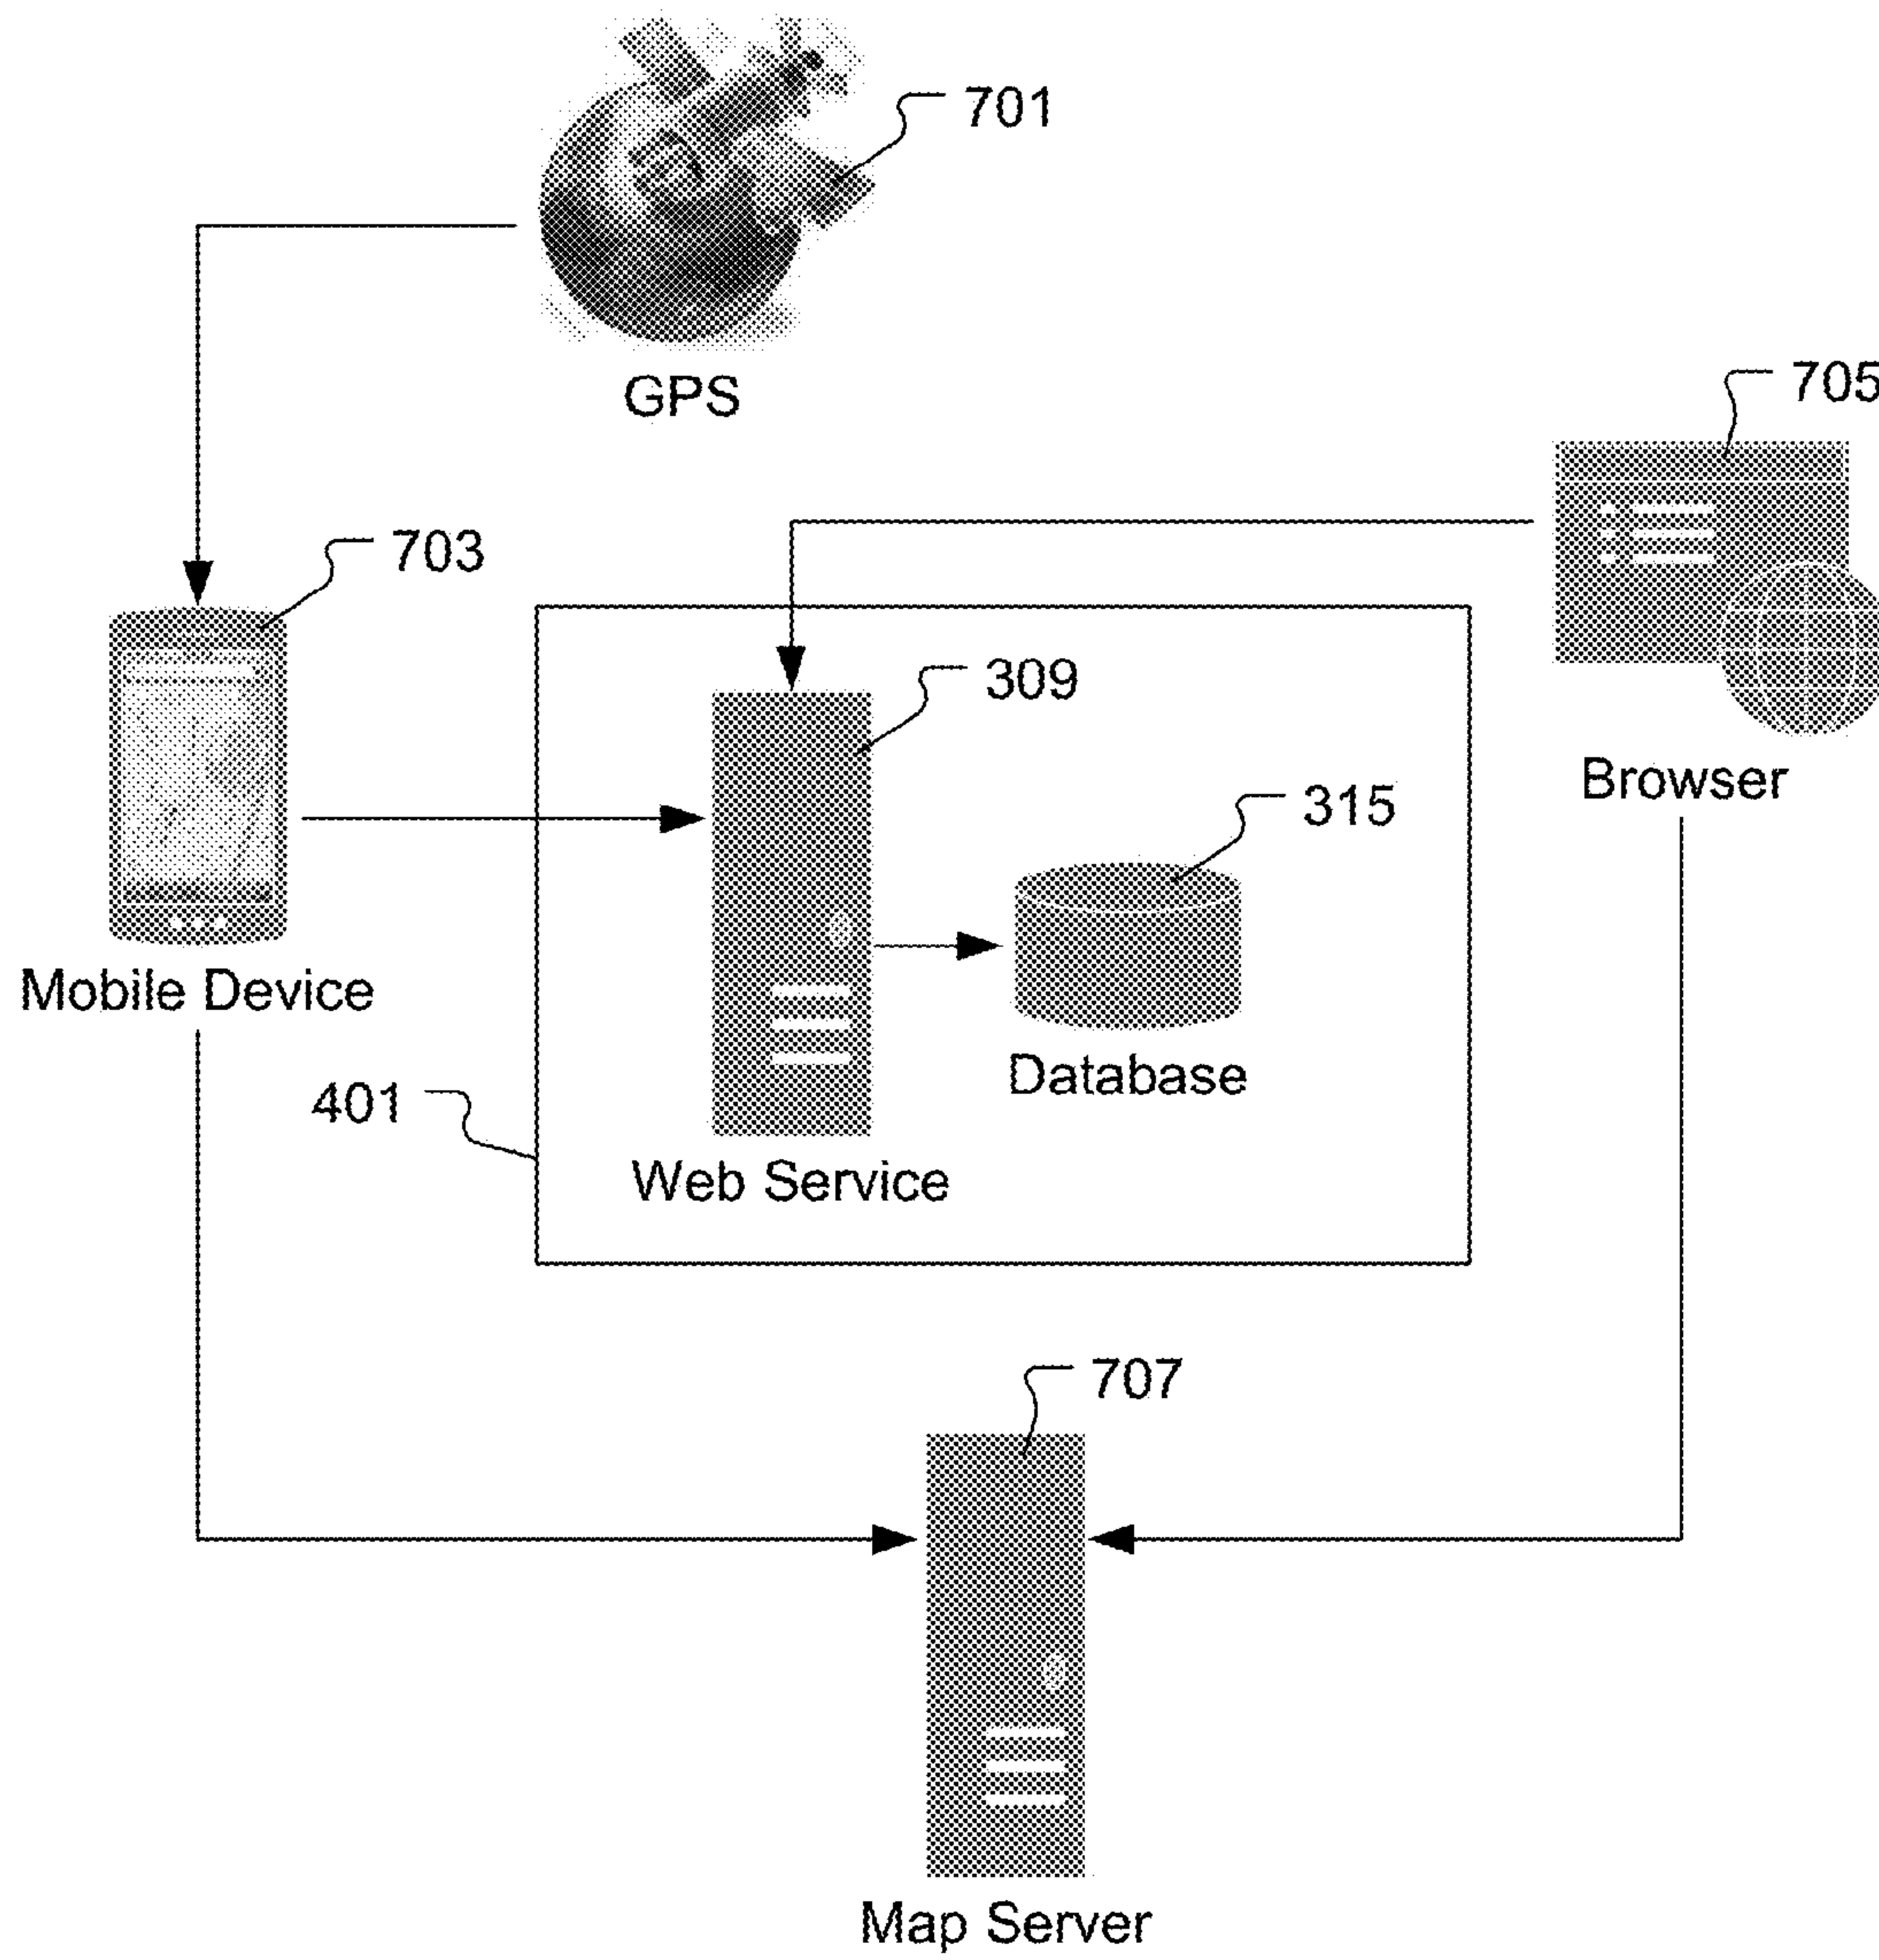 701
GPS
705
703
309
Browser
315
Mobile Device
Database
401
Web Service
707
Map Server